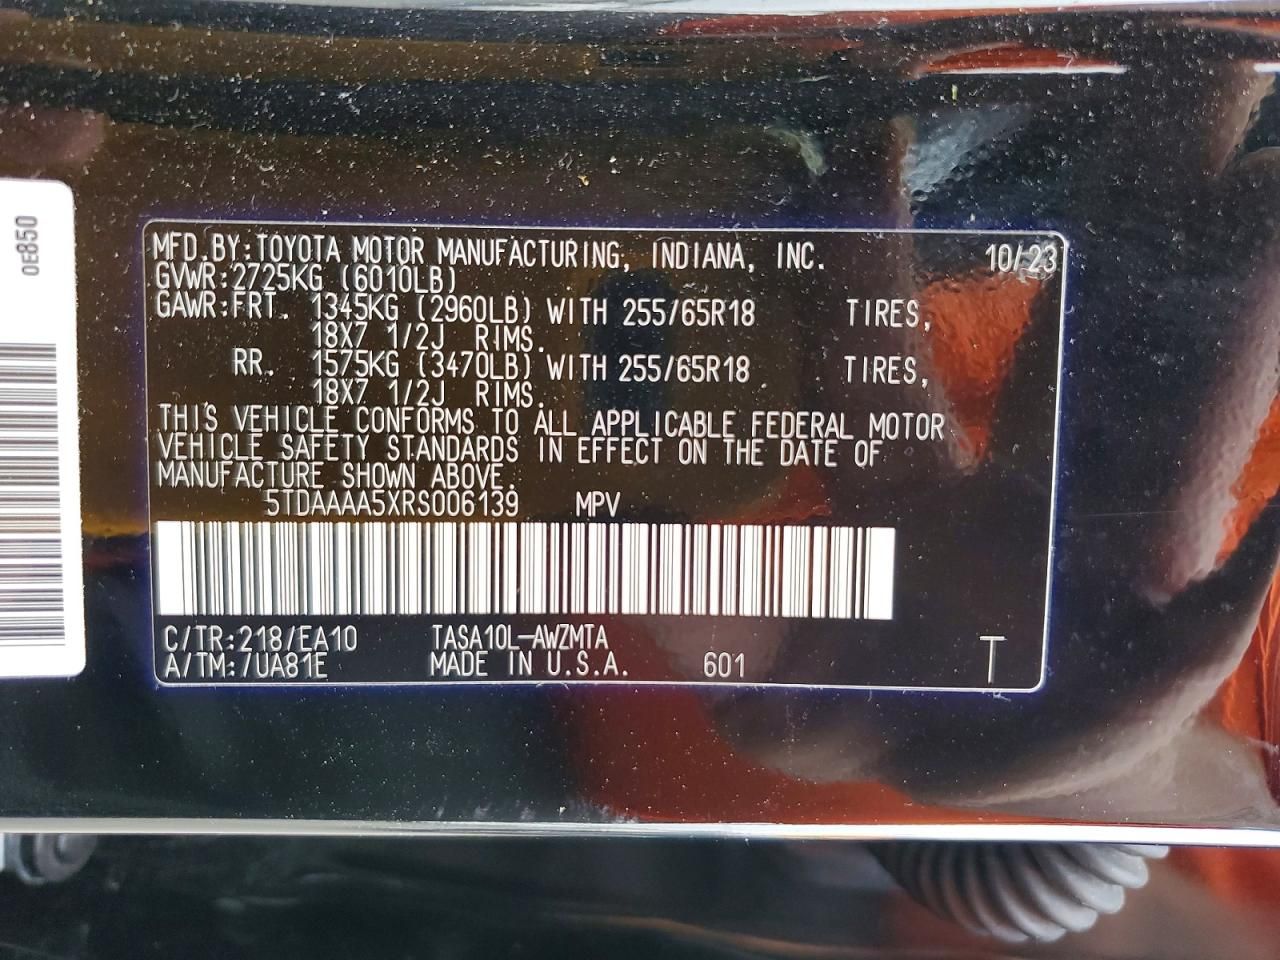 0E850
MFD.BY:TOYOTA MOTOR MANUFACTURING, INDIANA, INC. 10/23
GVWR:2725KG (6010LB)
GAWR:FRT. 1345KG (2960LB) WITH 255/65R18 TIRES,
18X7 1/2J RIMS.
RR. 1575KG (3470LB) WITH 255/65R18 TIRES,
18X7 1/2J RIMS.
THIS VEHICLE CONFORMS TO ALL APPLICABLE FEDERAL MOTOR
VEHICLE SAFETY STANDARDS IN EFFECT ON THE DATE OF
MANUFACTURE SHOWN ABOVE.
5TDAAAA5XRS006139 MPV
C/TR:218/EA10 TASA10L-AWZMTA
A/TM:/UA81E MADE IN U.S.A. 601 T